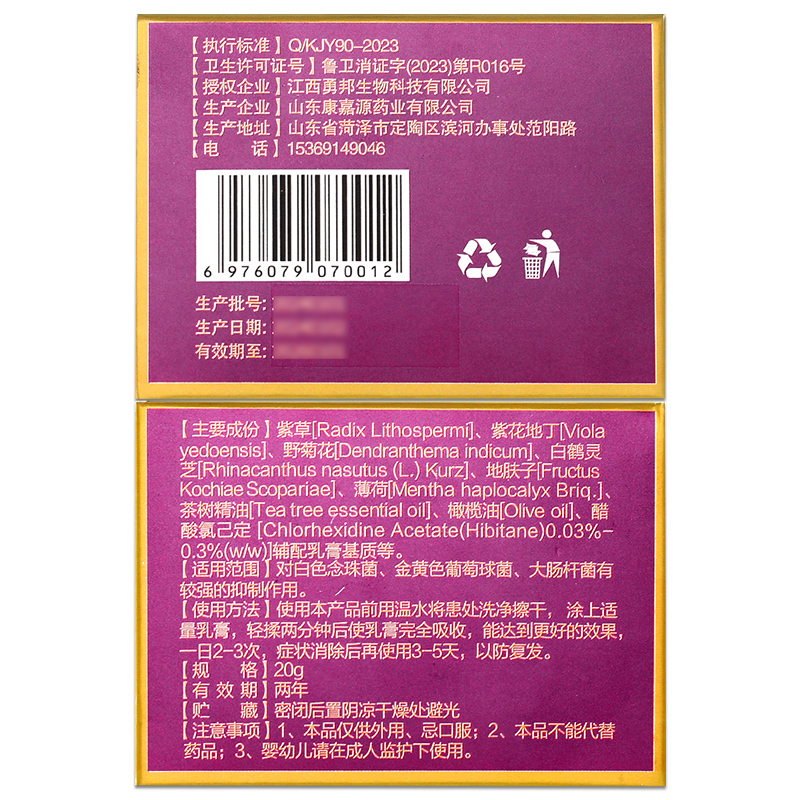 【执行标准】Q/KJY90-2023
【卫生许可证号】鲁卫消证字(2023)第R016号
【授权企业】江西勇邦生物科技有限公司
【生产企业】山东康嘉源药业有限公司
【生产地址】山东省菏泽市定陶区滨河办事处范阳路
【电 话】15369149046
6 976079 070012
生产批号:
生产日期:
有效期至:
【主要成份】紫草[Radix Lithospermi]、紫花地丁[Viola
yedoensis]、野菊花[Dendranthema indicum]、白鹤灵
芝[Rhinacanthus nasutus (L.) Kurz]、地肤子[Fructus
Kochiae Scopariae]、薄荷[Mentha haplocalyx Briq.]、
茶树精油[Tea tree essential oil]、橄榄油[Olive oil]、醋
酸氯己定 [Chlorhexidine Acetate(Hibitane)0.03%-
0.3%(w/w)]辅配乳膏基质等。
【适用范围】对白色念珠菌、金黄色葡萄球菌、大肠杆菌有
较强的抑制作用。
【使用方法】使用本产品前用温水将患处洗净擦干，涂上适
量乳膏，轻揉两分钟后使乳膏完全吸收，能达到更好的效果，
一日2-3次，症状消除后再使用3-5天，以防复发。
【规 格】20g
【有效期】两年
【贮 藏】密闭后置阴凉干燥处避光
【注意事项】1、本品仅供外用、忌口服；2、本品不能代替
药品；3、婴幼儿请在成人监护下使用。